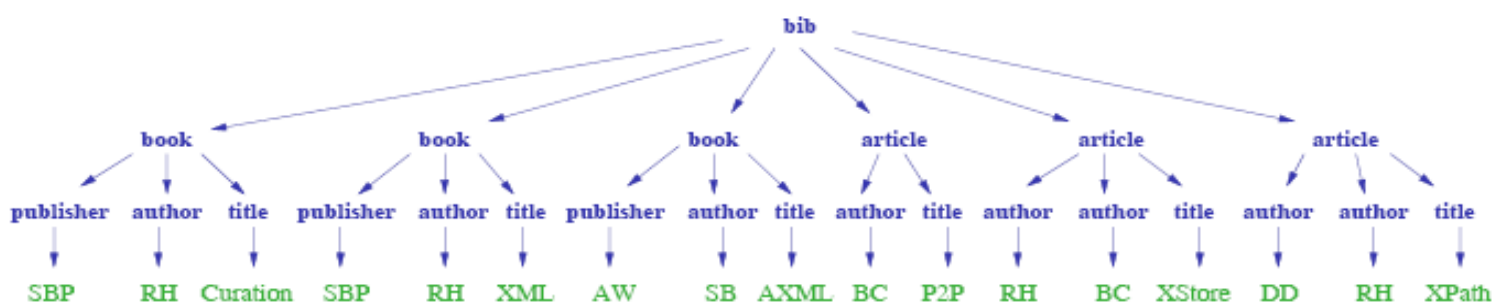 bib
book book book article article article
publisher author title publisher author title publisher author title author title author author title author author title
SBP RH Curation SBP RH XML AW SB AXML BC P2P RH BC XStore DD RH XPath